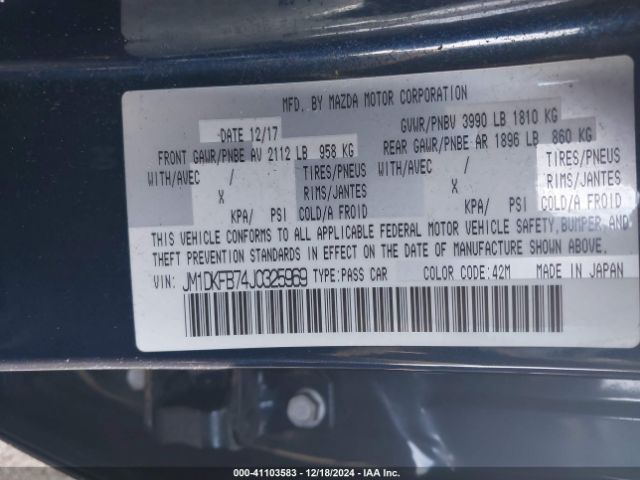 MFD. BY MAZDA MOTOR CORPORATION
DATE 12/17 GVWR/PNBV 3990 LB 1810 KG
FRONT GAWR/PNBE AV 2112 LB 958 KG REAR GAWR/PNBE AR 1896 LB 860 KG
WITH/AVEC / TIRES/PNEUS WITH/AVEC / TIRES/PNEUS
X RIMS/JANTES X RIMS/JANTES
KPA/ PSI COLD/A FROID KPA/ PSI COLD/A FROID
THIS VEHICLE CONFORMS TO ALL APPLICABLE FEDERAL MOTOR VEHICLE SAFETY, BUMPER, AND
THEFT PREVENTION STANDARDS IN EFFECT ON THE DATE OF MANUFACTURE SHOWN ABOVE.
VIN: JM1DKFB74J0325969 TYPE: PASS CAR COLOR CODE: 42M MADE IN JAPAN
000-41103583 / 12/18/2024 - IAA Inc.